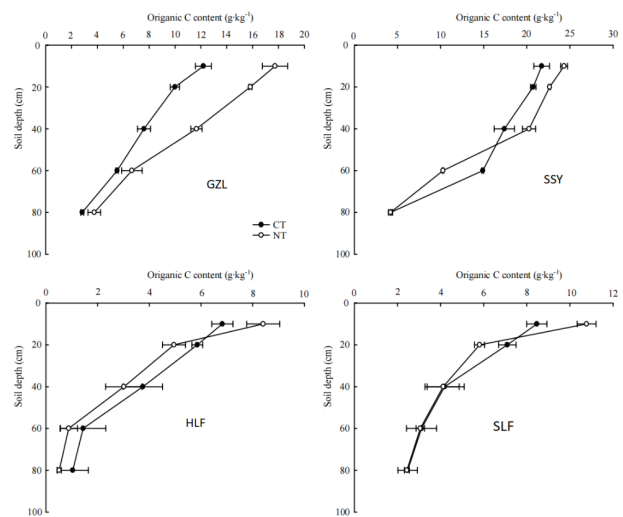 Origanic C content (g·kg⁻¹)
0 2 4 6 8 10 12 14 16 18 20
Soil depth (cm)
0
20
40
60
80
100
GZL
CT
NT
Origanic C content (g·kg⁻¹)
0 5 10 15 20 25 30
Soil depth (cm)
0
20
40
60
80
100
SSY
Origanic C content (g·kg⁻¹)
0 2 4 6 8 10
Soil depth (cm)
0
20
40
60
80
100
HLF
Origanic C content (g·kg⁻¹)
0 2 4 6 8 10 12
Soil depth (cm)
0
20
40
60
80
100
SLF